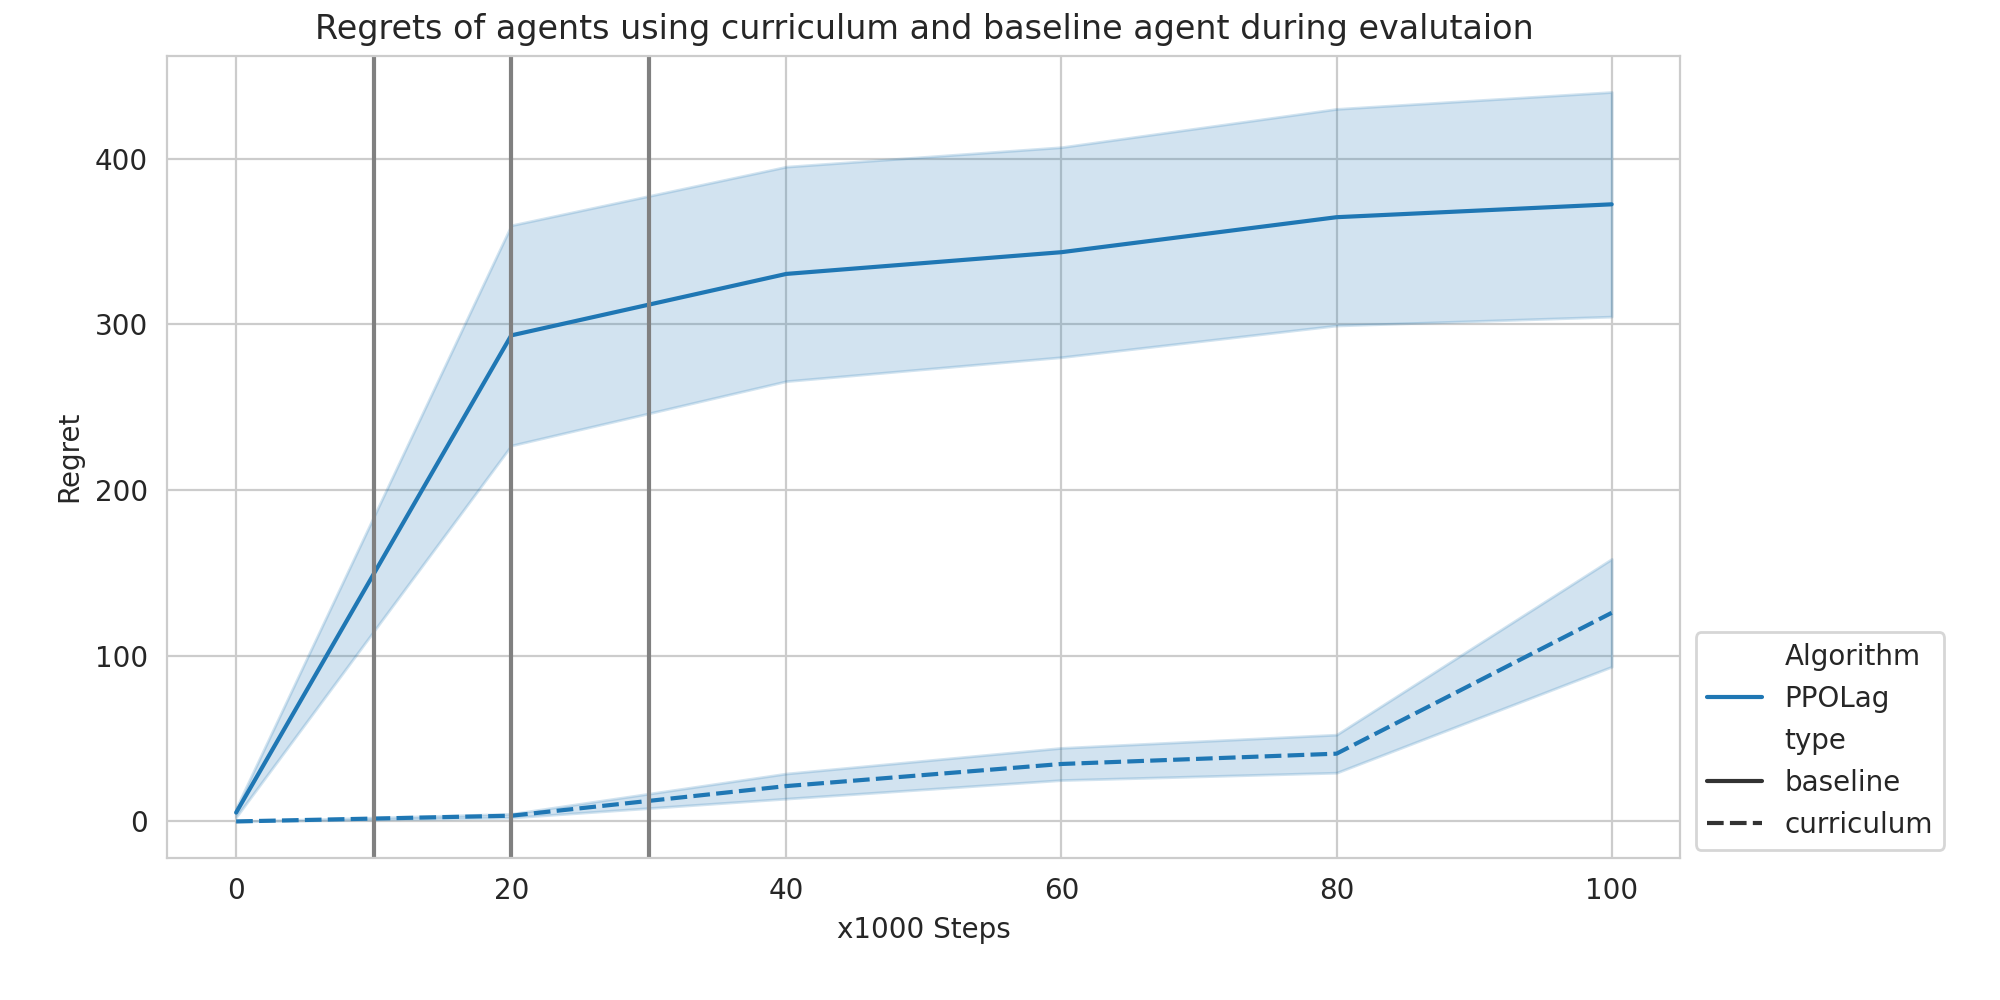 Regrets of agents using curriculum and baseline agent during evalutaion
400
300
200
100
0
Regret
0 20 40 60 80 100
x1000 Steps
Algorithm
PPOLag
type
baseline
curriculum